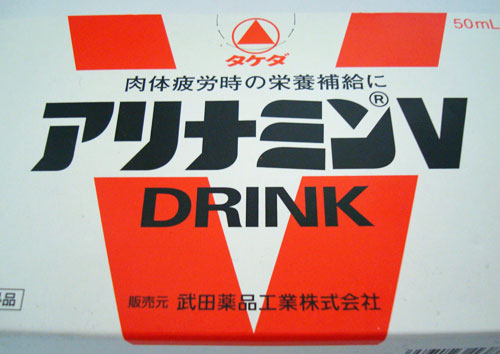 タケダ
50mL
肉体疲労時の栄養補給に
アリナミン®V
DRINK
品
販売元 武田薬品工業株式会社